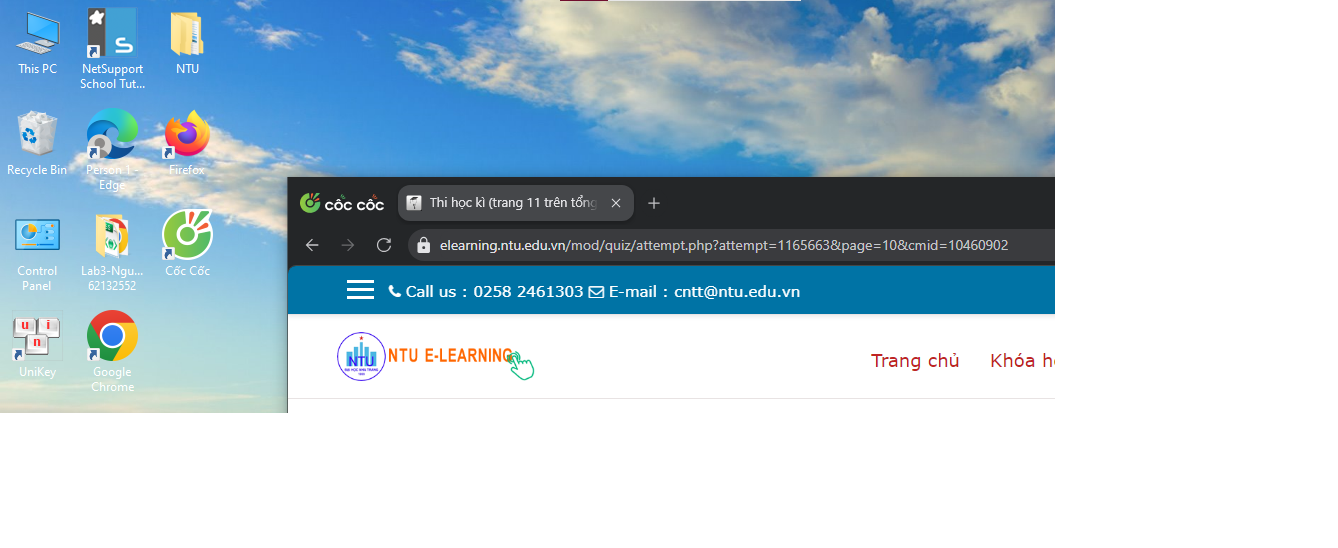 This PC
NetSupport
School Tut...
NTU
Recycle Bin
Person 1 -
Edge
Firefox
Control
Panel
Lab3-Ngu...
62132552
Cốc Cốc
UniKey
Google
Chrome
cốc cốc
Thi học kì (trang 11 trên tổng
elearning.ntu.edu.vn/mod/quiz/attempt.php?attempt=1165663&page=10&cmid=10460902
Call us : 0258 2461303 E-mail : cntt@ntu.edu.vn
NTU
NTU E-LEARNING
Trang chủ
Khóa họ